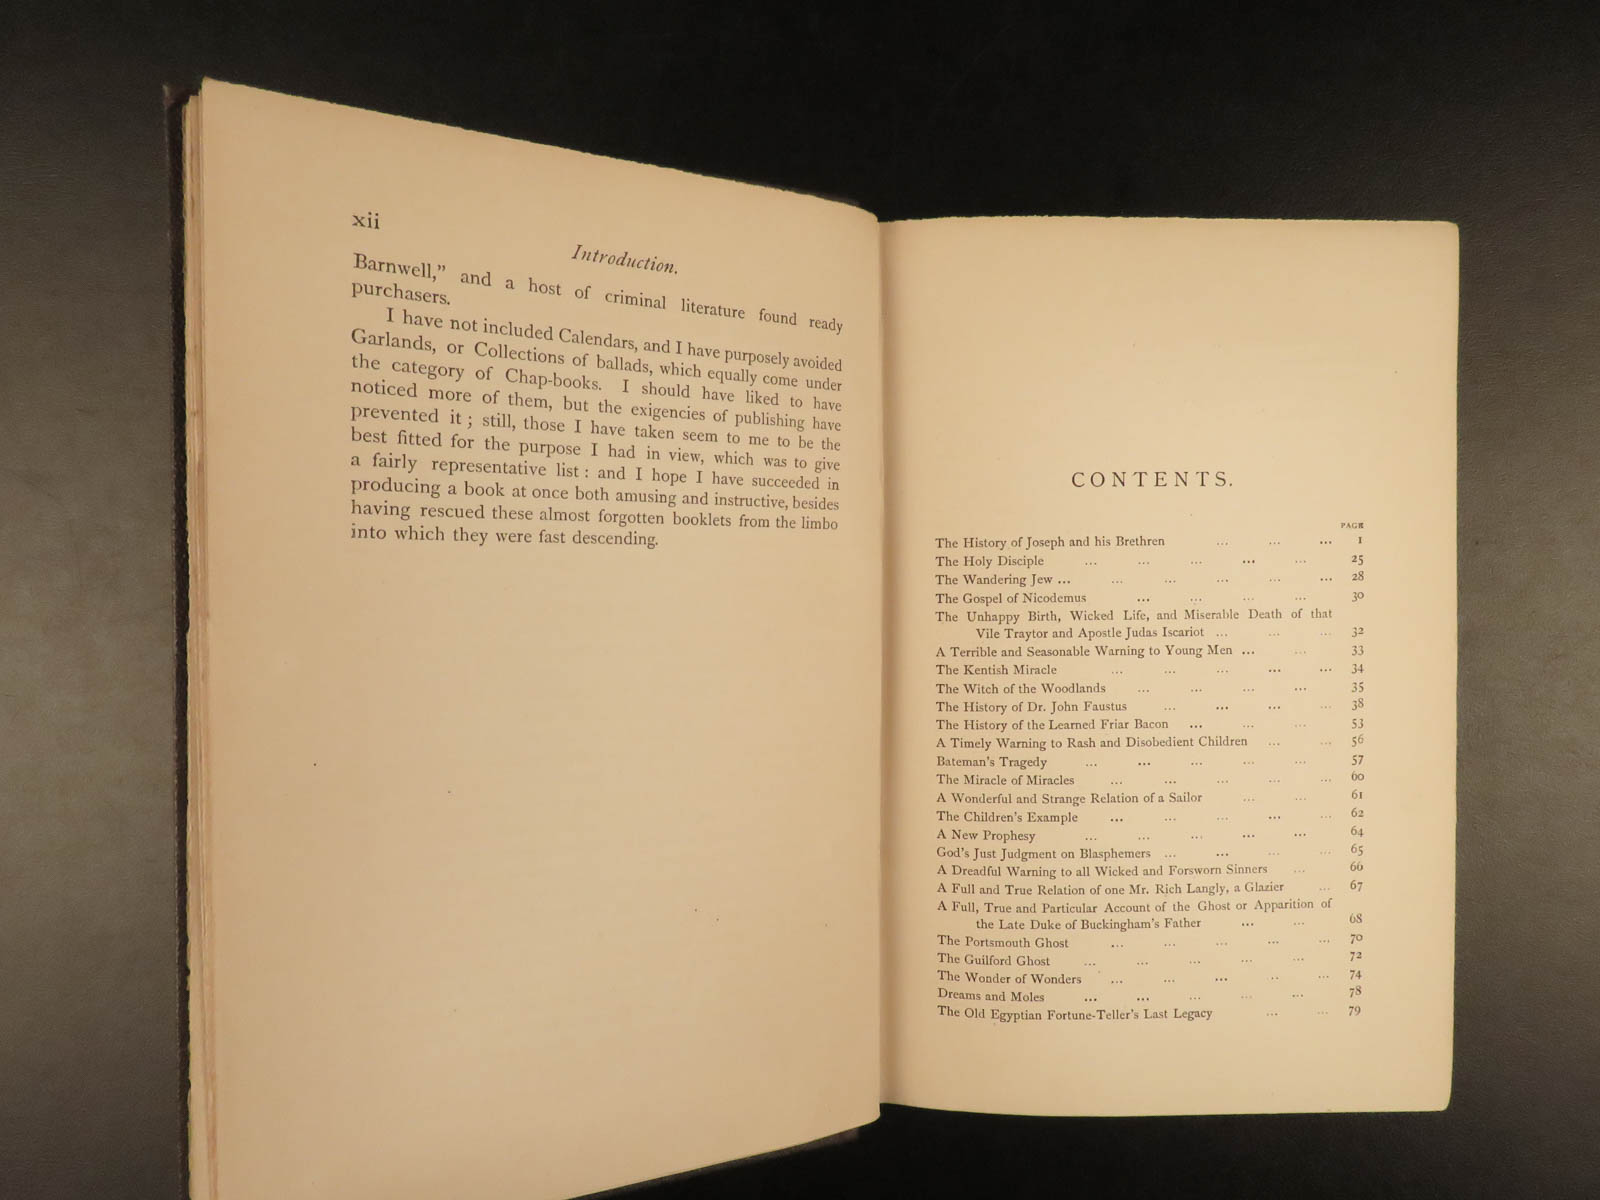 xii
Introduction.
Barnwell,” and a host of criminal literature found ready
purchasers.
I have not included Calendars, and I have purposely avoided
Garlands, or Collections of ballads, which equally come under
the category of Chap-books. I should have liked to have
noticed more of them, but the exigencies of publishing have
prevented it; still, those I have taken seem to me to be the
best fitted for the purpose I had in view, which was to give
a fairly representative list: and I hope I have succeeded in
producing a book at once both amusing and instructive, besides
having rescued these almost forgotten booklets from the limbo
into which they were fast descending.
CONTENTS.
PAGE
The History of Joseph and his Brethren ... ... ... 1
The Holy Disciple ... ... ... ... ... 25
The Wandering Jew ... ... ... ... ... ... 28
The Gospel of Nicodemus ... ... ... ... 30
The Unhappy Birth, Wicked Life, and Miserable Death of that
Vile Traytor and Apostle Judas Iscariot ... ... ... 32
A Terrible and Seasonable Warning to Young Men ... ... 33
The Kentish Miracle ... ... ... ... ... 34
The Witch of the Woodlands ... ... ... ... 35
The History of Dr. John Faustus ... ... ... ... 38
The History of the Learned Friar Bacon ... ... ... 53
A Timely Warning to Rash and Disobedient Children ... ... 56
Bateman's Tragedy ... ... ... ... ... 57
The Miracle of Miracles ... ... ... ... ... 60
A Wonderful and Strange Relation of a Sailor ... ... 61
The Children's Example ... ... ... ... ... 62
A New Prophesy ... ... ... ... ... 64
God's Just Judgment on Blasphemers ... ... ... ... 65
A Dreadful Warning to all Wicked and Forsworn Sinners ... 66
A Full and True Relation of one Mr. Rich Langly, a Glazier ... 67
A Full, True and Particular Account of the Ghost or Apparition of
the Late Duke of Buckingham's Father ... ... 68
The Portsmouth Ghost ... ... ... ... ... 70
The Guilford Ghost ... ... ... ... ... 72
The Wonder of Wonders ... ... ... ... ... 74
Dreams and Moles ... ... ... ... ... 78
The Old Egyptian Fortune-Teller's Last Legacy ... ... 79